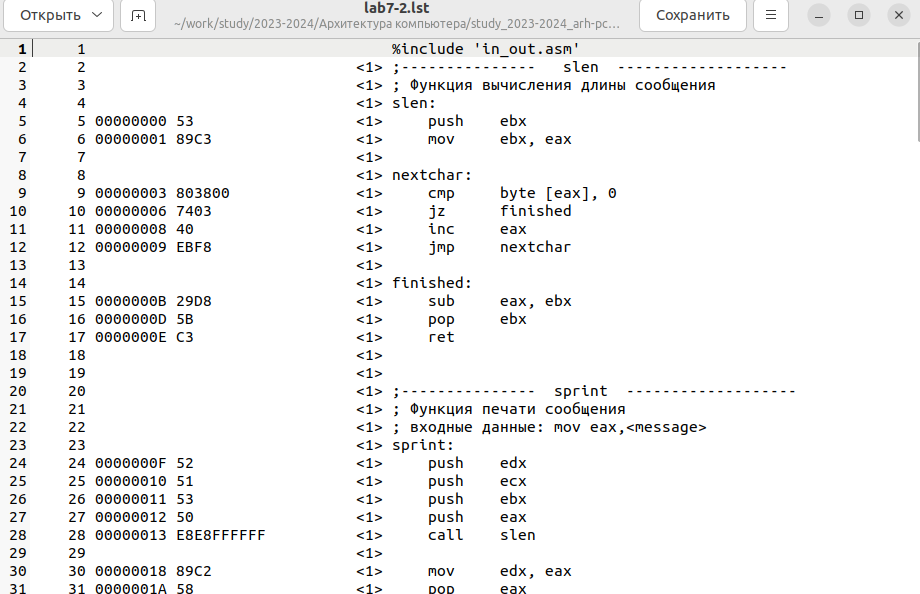 Открыть lab7-2.lst Сохранить
~/work/study/2023-2024/Архитектура компьютера/study_2023-2024_arh-pc…
1 1 %include 'in_out.asm'
2 2 <1> ;--------------- slen -------------------
3 3 <1> ; Функция вычисления длины сообщения
4 4 <1> slen:
5 5 00000000 53 <1> push ebx
6 6 00000001 89C3 <1> mov ebx, eax
7 7 <1>
8 8 <1> nextchar:
9 9 00000003 803800 <1> cmp byte [eax], 0
10 10 00000006 7403 <1> jz finished
11 11 00000008 40 <1> inc eax
12 12 00000009 EBF8 <1> jmp nextchar
13 13 <1>
14 14 <1> finished:
15 15 0000000B 29D8 <1> sub eax, ebx
16 16 0000000D 5B <1> pop ebx
17 17 0000000E C3 <1> ret
18 18 <1>
19 19 <1>
20 20 <1> ;--------------- sprint -------------------
21 21 <1> ; Функция печати сообщения
22 22 <1> ; входные данные: mov eax,<message>
23 23 <1> sprint:
24 24 0000000F 52 <1> push edx
25 25 00000010 51 <1> push ecx
26 26 00000011 53 <1> push ebx
27 27 00000012 50 <1> push eax
28 28 00000013 E8E8FFFFFF <1> call slen
29 29 <1>
30 30 00000018 89C2 <1> mov edx, eax
31 31 0000001A 58 <1> pop eax